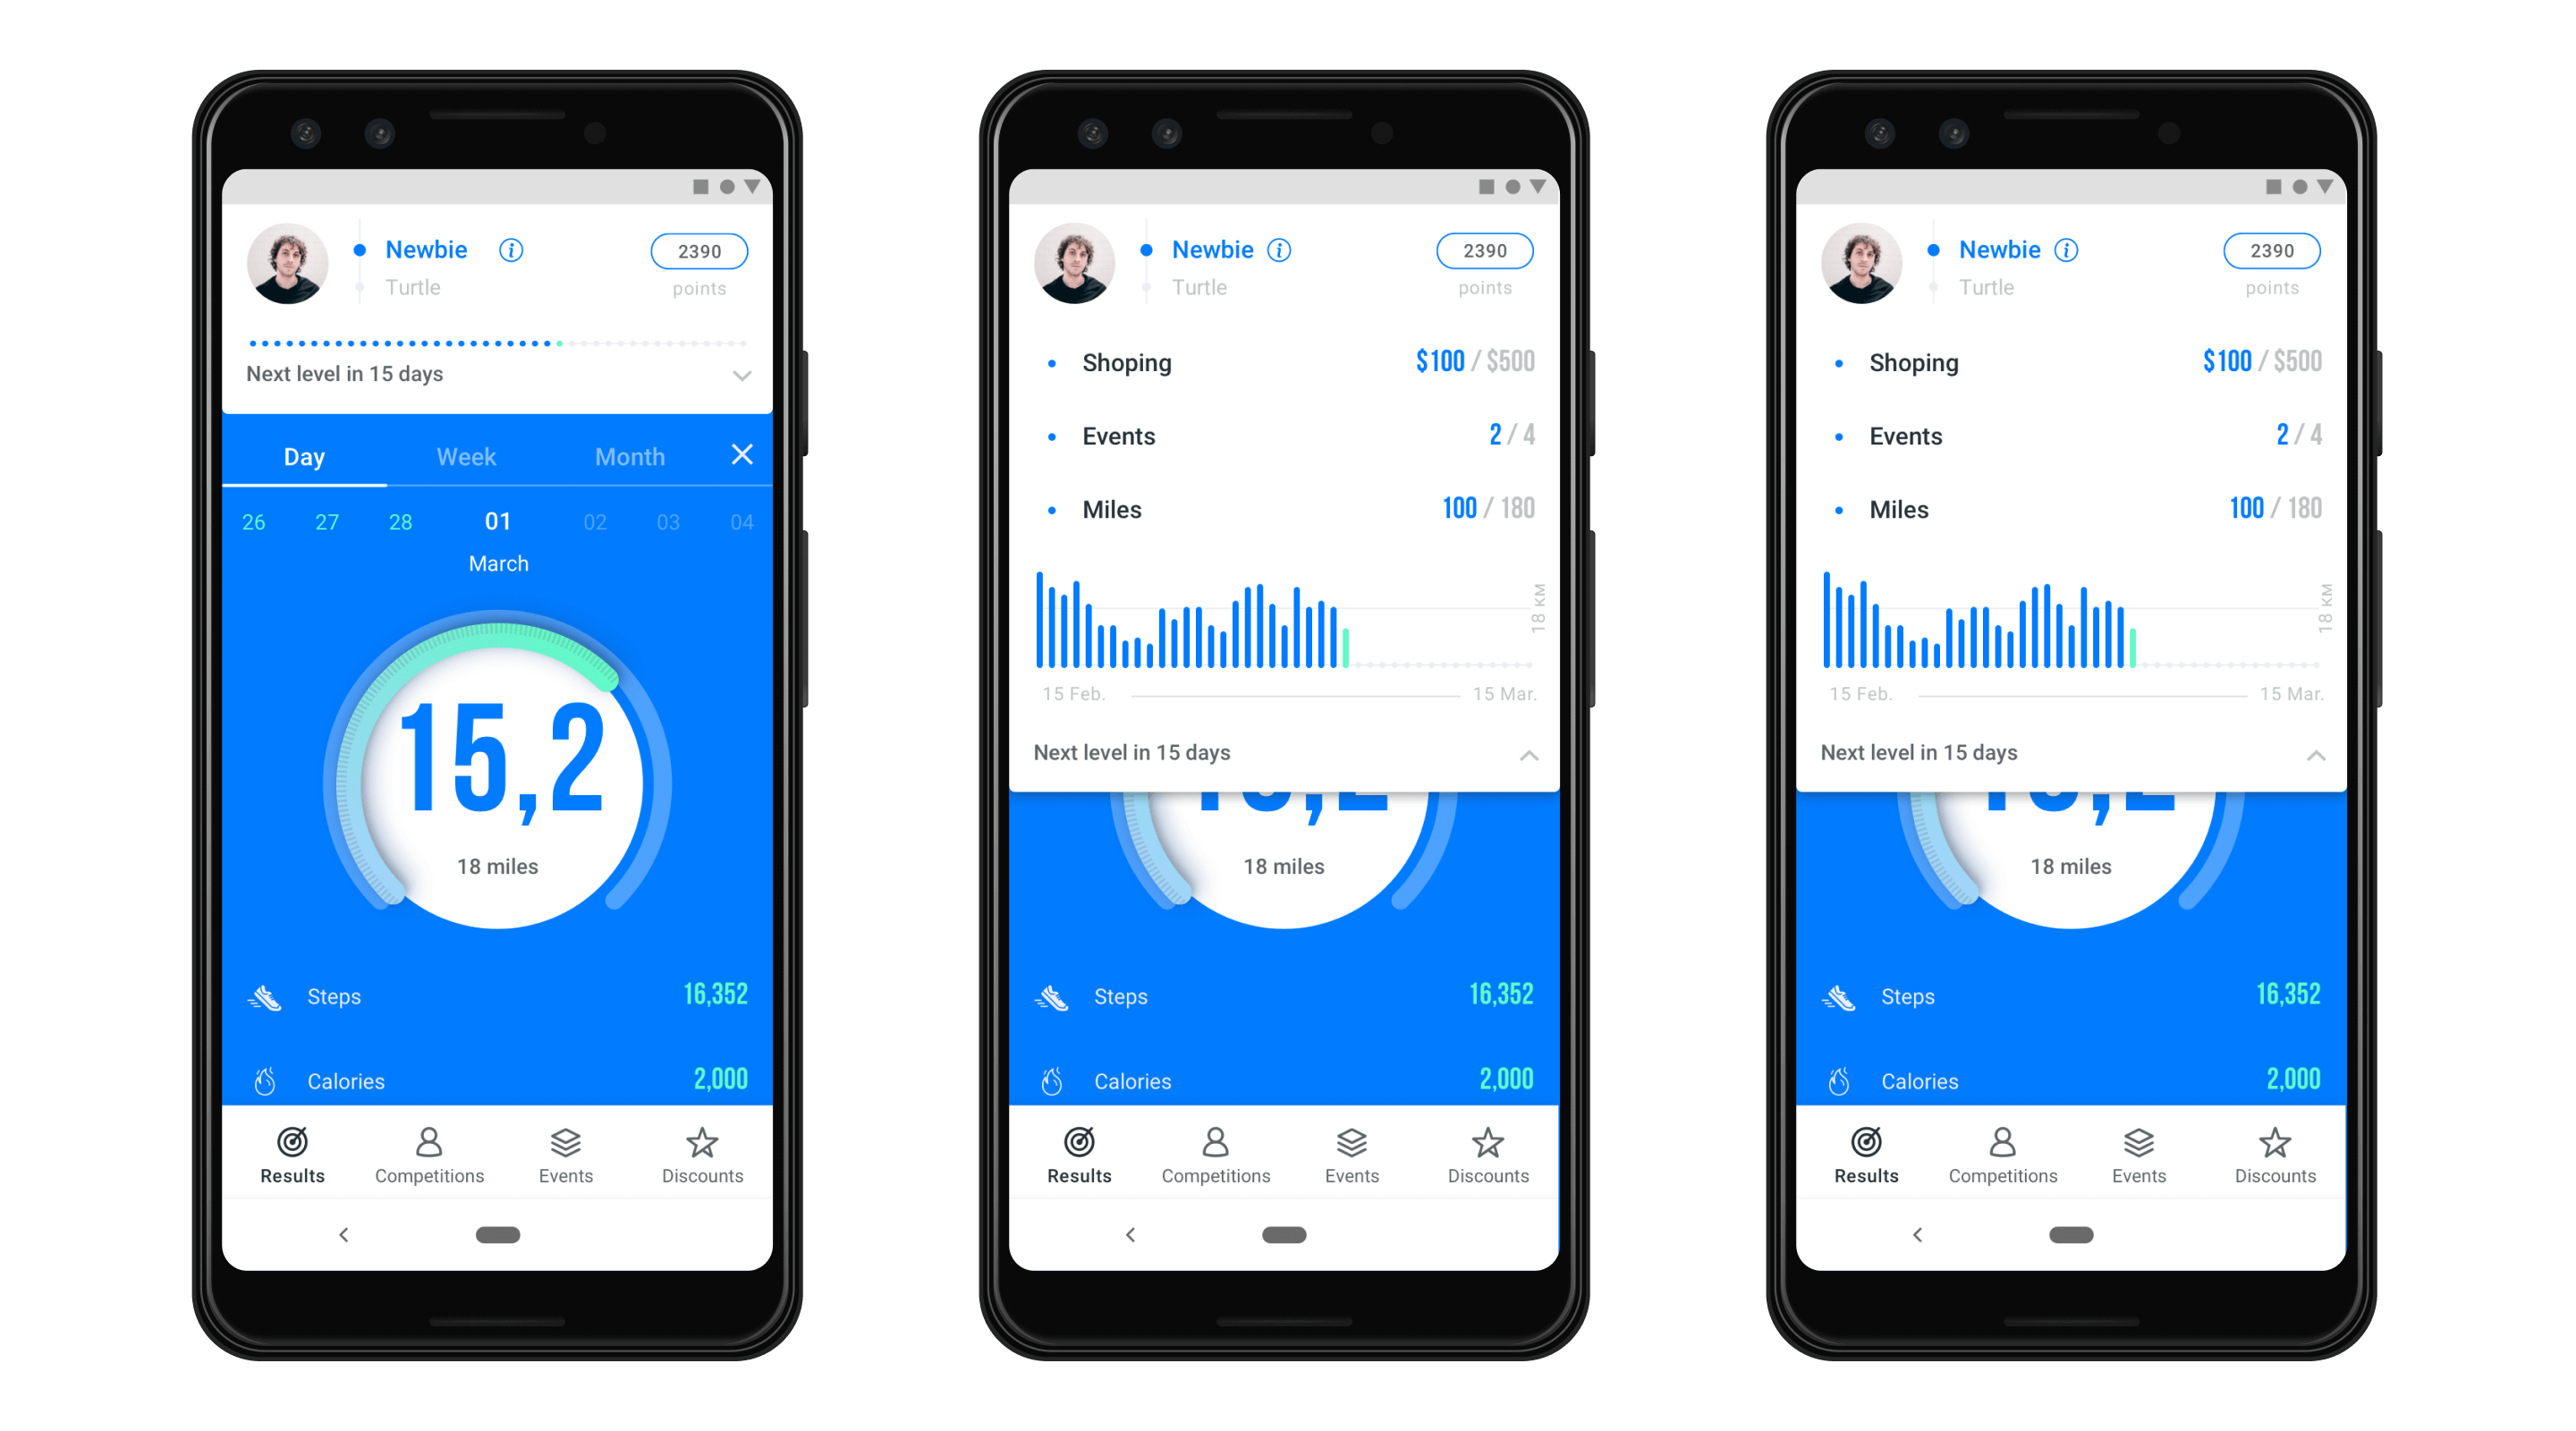 Newbie i 2390
Turtle points
Next level in 15 days
Day Week Month
26 27 28 01 02 03 04
March
15,2
18 miles
Steps 16,352
Calories 2,000
Results Competitions Events Discounts
Newbie i 2390
Turtle points
Shoping $100 / $500
Events 2 / 4
Miles 100 / 180
18 KM
15 Feb. 15 Mar.
Next level in 15 days
18 miles
Steps 16,352
Calories 2,000
Results Competitions Events Discounts
Newbie i 2390
Turtle points
Shoping $100 / $500
Events 2 / 4
Miles 100 / 180
18 KM
15 Feb. 15 Mar.
Next level in 15 days
18 miles
Steps 16,352
Calories 2,000
Results Competitions Events Discounts